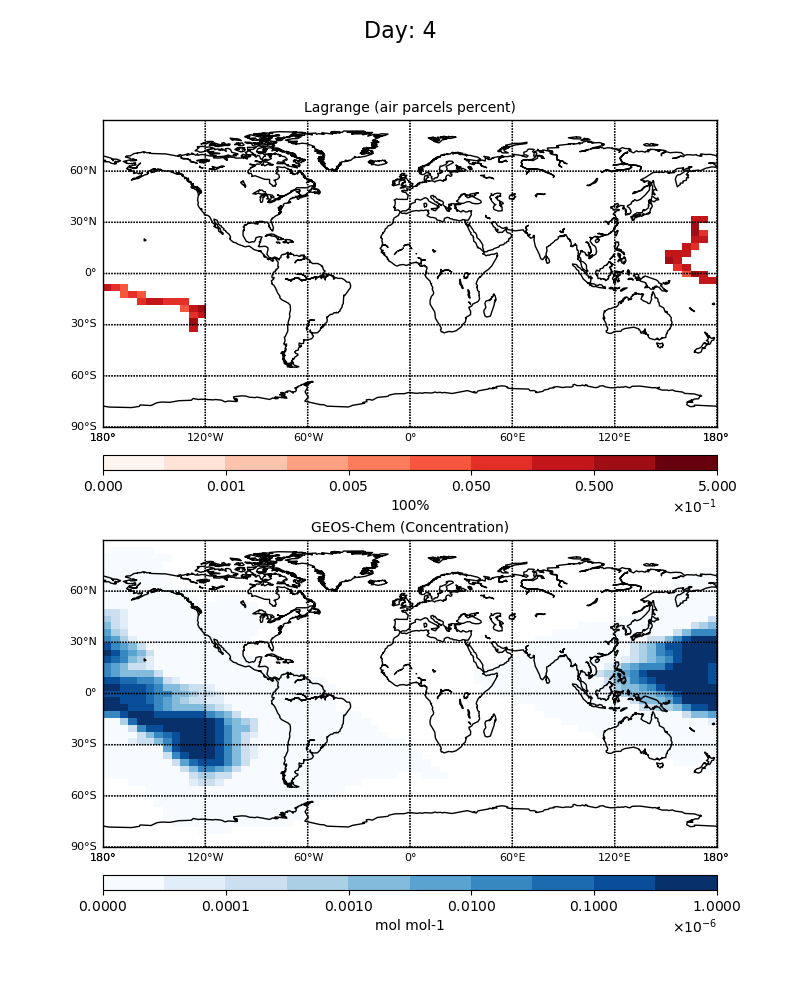 Day: 4
Lagrange (air parcels percent)
60°N
30°N
0°
30°S
60°S
90°S
180° 120°W 60°W 0° 60°E 120°E 180°
0.000 0.001 0.005 0.050 0.500 5.000
100% ×10⁻¹
GEOS-Chem (Concentration)
60°N
30°N
0°
30°S
60°S
90°S
180° 120°W 60°W 0° 60°E 120°E 180°
0.0000 0.0001 0.0010 0.0100 0.1000 1.0000
mol mol-1 ×10⁻⁶